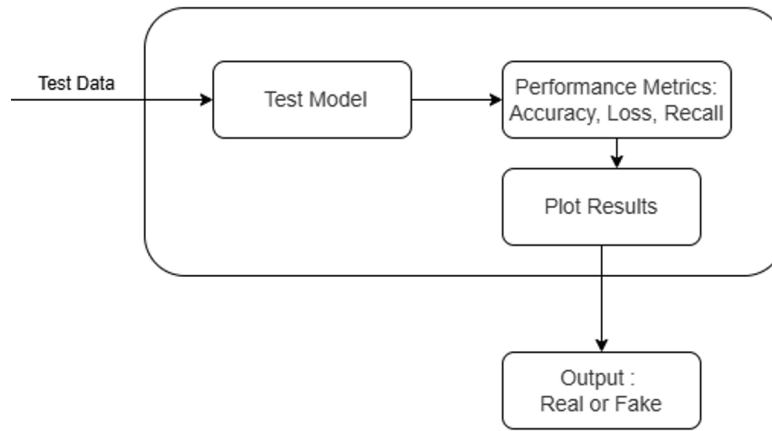 Test Data
Test Model
Performance Metrics:
Accuracy, Loss, Recall
Plot Results
Output :
Real or Fake